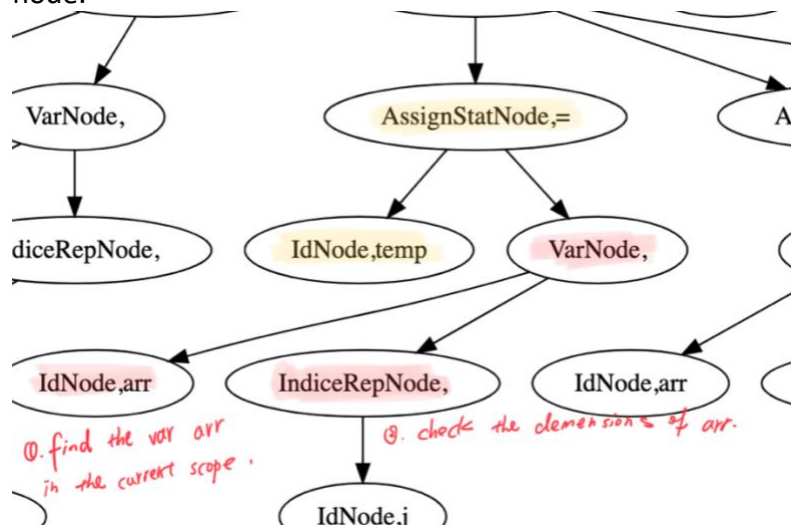 node.
VarNode,
AssignStatNode,=
A
diceRepNode,
IdNode,temp
VarNode,
IdNode,arr
IndiceRepNode,
IdNode,arr
①. find the var arr
in the current scope.
②. check the demensions of arr.
IdNode,j